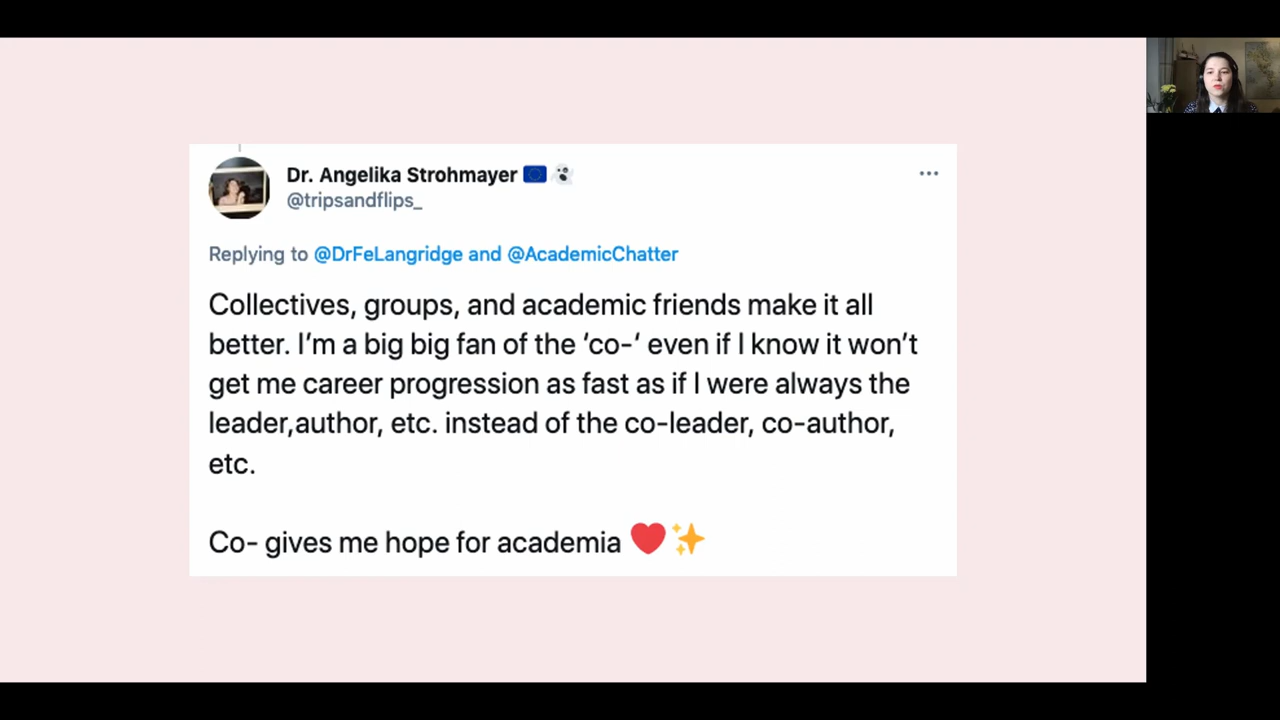 Dr. Angelika Strohmayer 🇪🇺 👻
@tripsandflips_
Replying to @DrFeLangridge and @AcademicChatter
Collectives, groups, and academic friends make it all
better. I’m a big big fan of the ‘co-‘ even if I know it won’t
get me career progression as fast as if I were always the
leader,author, etc. instead of the co-leader, co-author,
etc.
Co- gives me hope for academia ❤️✨